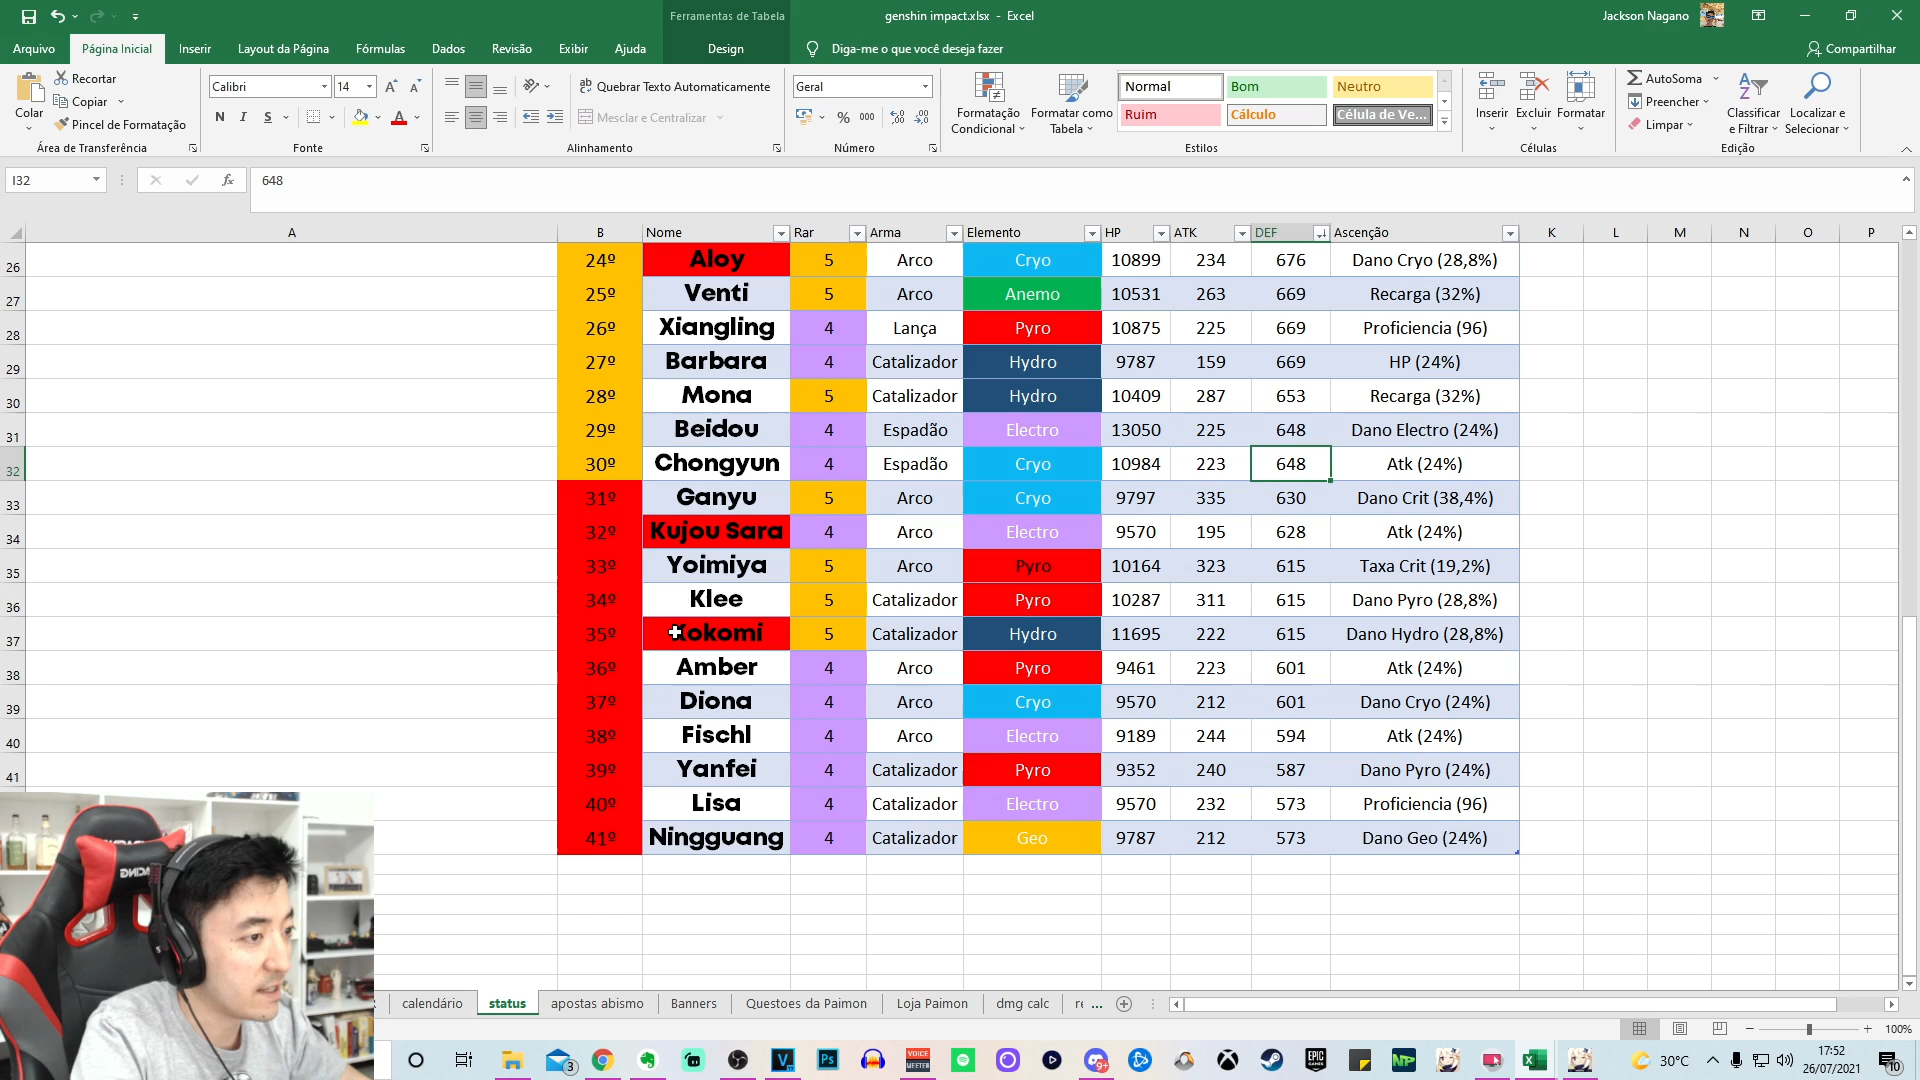 Ferramentas de Tabela
genshin impact.xlsx - Excel
Jackson Nagano
Arquivo Página Inicial Inserir Layout da Página Fórmulas Dados Revisão Exibir Ajuda Design Diga-me o que você deseja fazer Compartilhar
Colar
Recortar
Copiar
Pincel de Formatação
Área de Transferência
Calibri 14
N I S
Fonte
Quebrar Texto Automaticamente
Mesclar e Centralizar
Alinhamento
Geral
% 000
Número
Formatação Condicional
Formatar como Tabela
Normal Bom Neutro
Ruim Cálculo Célula de Ve...
Estilos
Inserir Excluir Formatar
Células
AutoSoma
Preencher
Limpar
Classificar e Filtrar
Localizar e Selecionar
Edição
I32 fx 648
A B Nome Rar Arma Elemento HP ATK DEF Ascenção K L M N O P
26 24º Aloy 5 Arco Cryo 10899 234 676 Dano Cryo (28,8%)
27 25º Venti 5 Arco Anemo 10531 263 669 Recarga (32%)
28 26º Xiangling 4 Lança Pyro 10875 225 669 Proficiencia (96)
29 27º Barbara 4 Catalizador Hydro 9787 159 669 HP (24%)
30 28º Mona 5 Catalizador Hydro 10409 287 653 Recarga (32%)
31 29º Beidou 4 Espadão Electro 13050 225 648 Dano Electro (24%)
32 30º Chongyun 4 Espadão Cryo 10984 223 648 Atk (24%)
33 31º Ganyu 5 Arco Cryo 9797 335 630 Dano Crit (38,4%)
34 32º Kujou Sara 4 Arco Electro 9570 195 628 Atk (24%)
35 33º Yoimiya 5 Arco Pyro 10164 323 615 Taxa Crit (19,2%)
36 34º Klee 5 Catalizador Pyro 10287 311 615 Dano Pyro (28,8%)
37 35º Kokomi 5 Catalizador Hydro 11695 222 615 Dano Hydro (28,8%)
38 36º Amber 4 Arco Pyro 9461 223 601 Atk (24%)
39 37º Diona 4 Arco Cryo 9570 212 601 Dano Cryo (24%)
40 38º Fischl 4 Arco Electro 9189 244 594 Atk (24%)
41 39º Yanfei 4 Catalizador Pyro 9352 240 587 Dano Pyro (24%)
40º Lisa 4 Catalizador Electro 9570 232 573 Proficiencia (96)
41º Ningguang 4 Catalizador Geo 9787 212 573 Dano Geo (24%)
RACING
calendário status apostas abismo Banners Questoes da Paimon Loja Paimon dmg calc re ...
100%
3 V Ps VOICE MEETER 9+ EPIC GAMES NP 30°C 17:52
26/07/2021 10